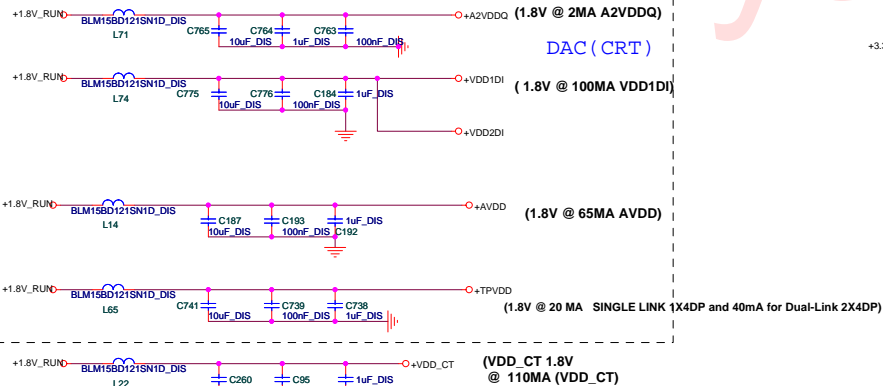 +1.8V_RUN
BLM15BD121SN1D_DIS
L71
C765
10uF_DIS
C764
1uF_DIS
C763
100nF_DIS
+A2VDDQ
(1.8V @ 2MA A2VDDQ)
DAC(CRT)
+1.8V_RUN
BLM15BD121SN1D_DIS
L74
C775
10uF_DIS
C776
100nF_DIS
C184
1uF_DIS
+VDD1DI
( 1.8V @ 100MA VDD1DI)
+VDD2DI
+1.8V_RUN
BLM15BD121SN1D_DIS
L14
C187
10uF_DIS
C193
100nF_DIS
1uF_DIS
C192
+AVDD
(1.8V @ 65MA AVDD)
+1.8V_RUN
BLM15BD121SN1D_DIS
L65
C741
10uF_DIS
C739
100nF_DIS
C738
1uF_DIS
+TPVDD
(1.8V @ 20 MA SINGLE LINK 1X4DP and 40mA for Dual-Link 2X4DP)
+1.8V_RUN
BLM15BD121SN1D_DIS
L22
C260
C95
1uF_DIS
+VDD_CT
(VDD_CT 1.8V
@ 110MA (VDD_CT)